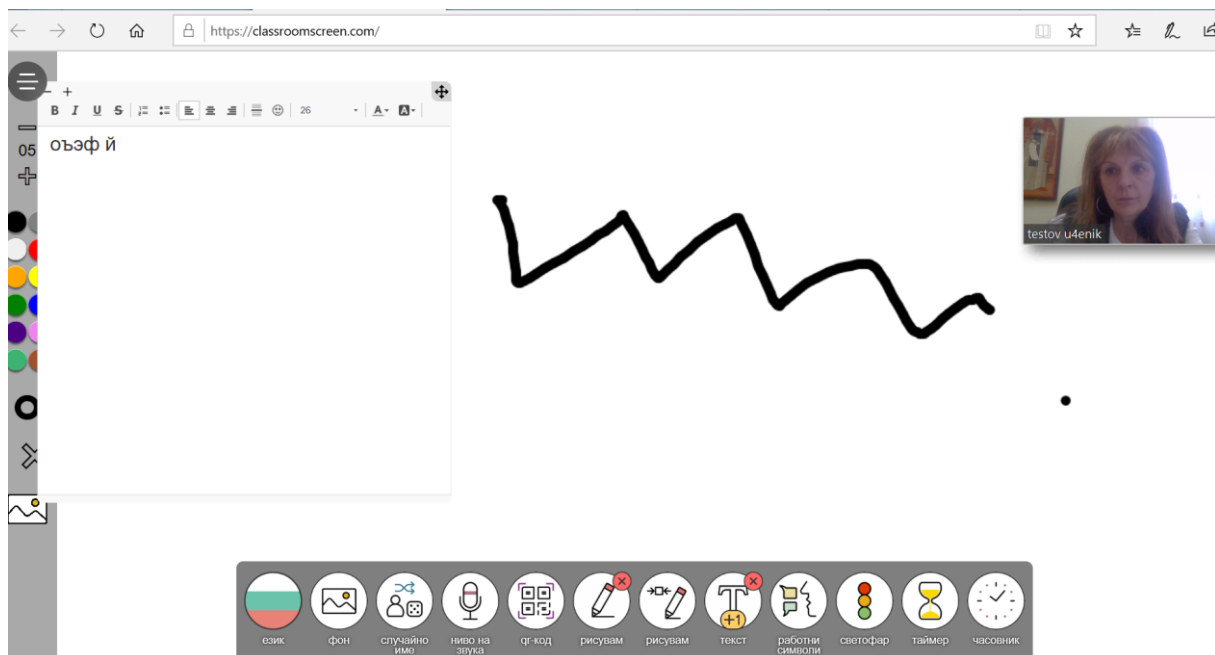 https://classroomscreen.com/
− +
B I U S 26 A A
05
оъэф й
testov u4enik
език
фон
случайно име
ниво на звука
qr-код
рисувам
рисувам
T +1
текст
работни символи
светофар
таймер
часовник